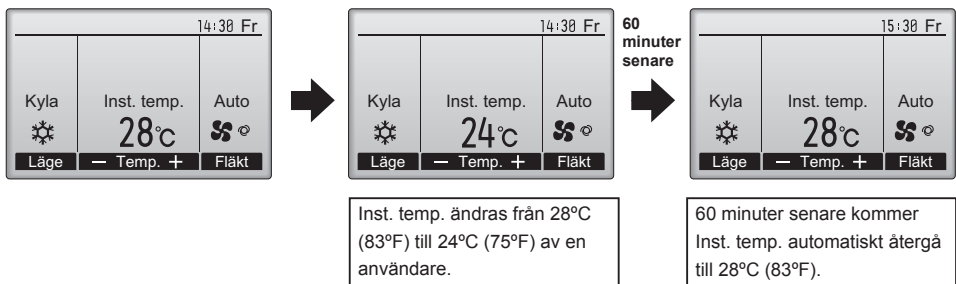 14:30 Fr
Kyla Inst. temp. Auto
28°C
Läge — Temp. + Fläkt
14:30 Fr
Kyla Inst. temp. Auto
24°C
Läge — Temp. + Fläkt
Inst. temp. ändras från 28ºC
(83ºF) till 24ºC (75ºF) av en
användare.
60
minuter
senare
15:30 Fr
Kyla Inst. temp. Auto
28°C
Läge — Temp. + Fläkt
60 minuter senare kommer
Inst. temp. automatiskt återgå
till 28ºC (83ºF).